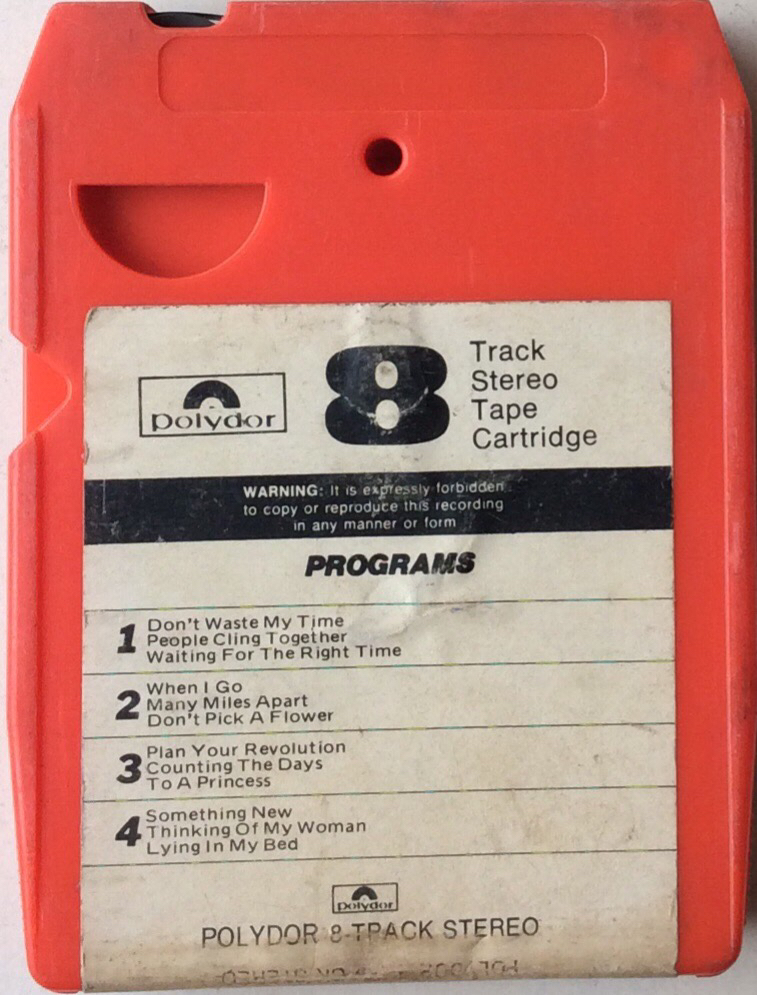 polydor
8
Track
Stereo
Tape
Cartridge
WARNING: It is expressly forbidden
to copy or reproduce this recording
in any manner or form
PROGRAMS
1
Don't Waste My Time
People Cling Together
Waiting For The Right Time
2
When I Go
Many Miles Apart
Don't Pick A Flower
3
Plan Your Revolution
Counting The Days
To A Princess
4
Something New
Thinking Of My Woman
Lying In My Bed
polydor
POLYDOR 8-TRACK STEREO